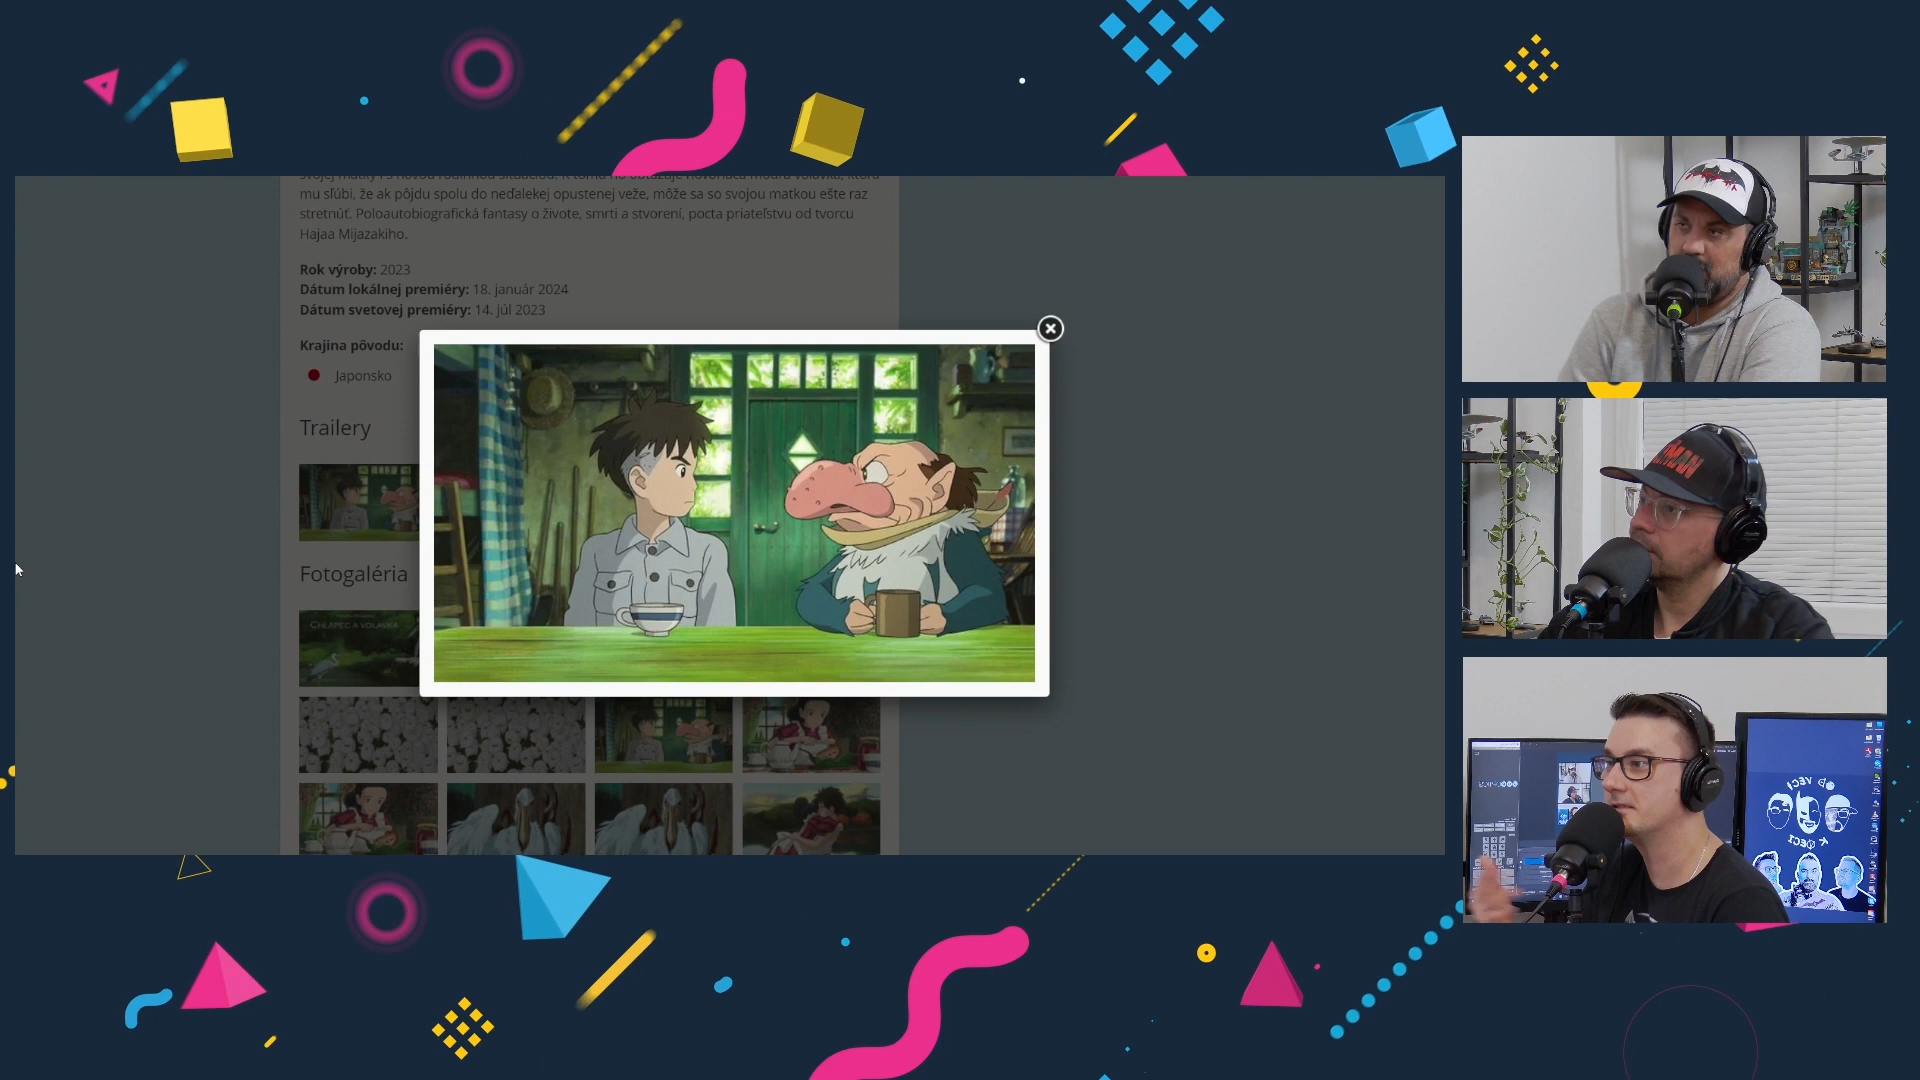 mu sľúbi, že ak pôjdu spolu do neďalekej opustenej veže, môže sa so svojou matkou ešte raz
stretnúť. Poloautobiografická fantasy o živote, smrti a stvorení, pocta priateľstvu od tvorcu
Hajaa Mijazakiho.
Rok výroby: 2023
Dátum lokálnej premiéry: 18. január 2024
Dátum svetovej premiéry: 14. júl 2023
Krajina pôvodu:
Japonsko
Trailery
Fotogaléria
CHLAPEC A VOLAVKA